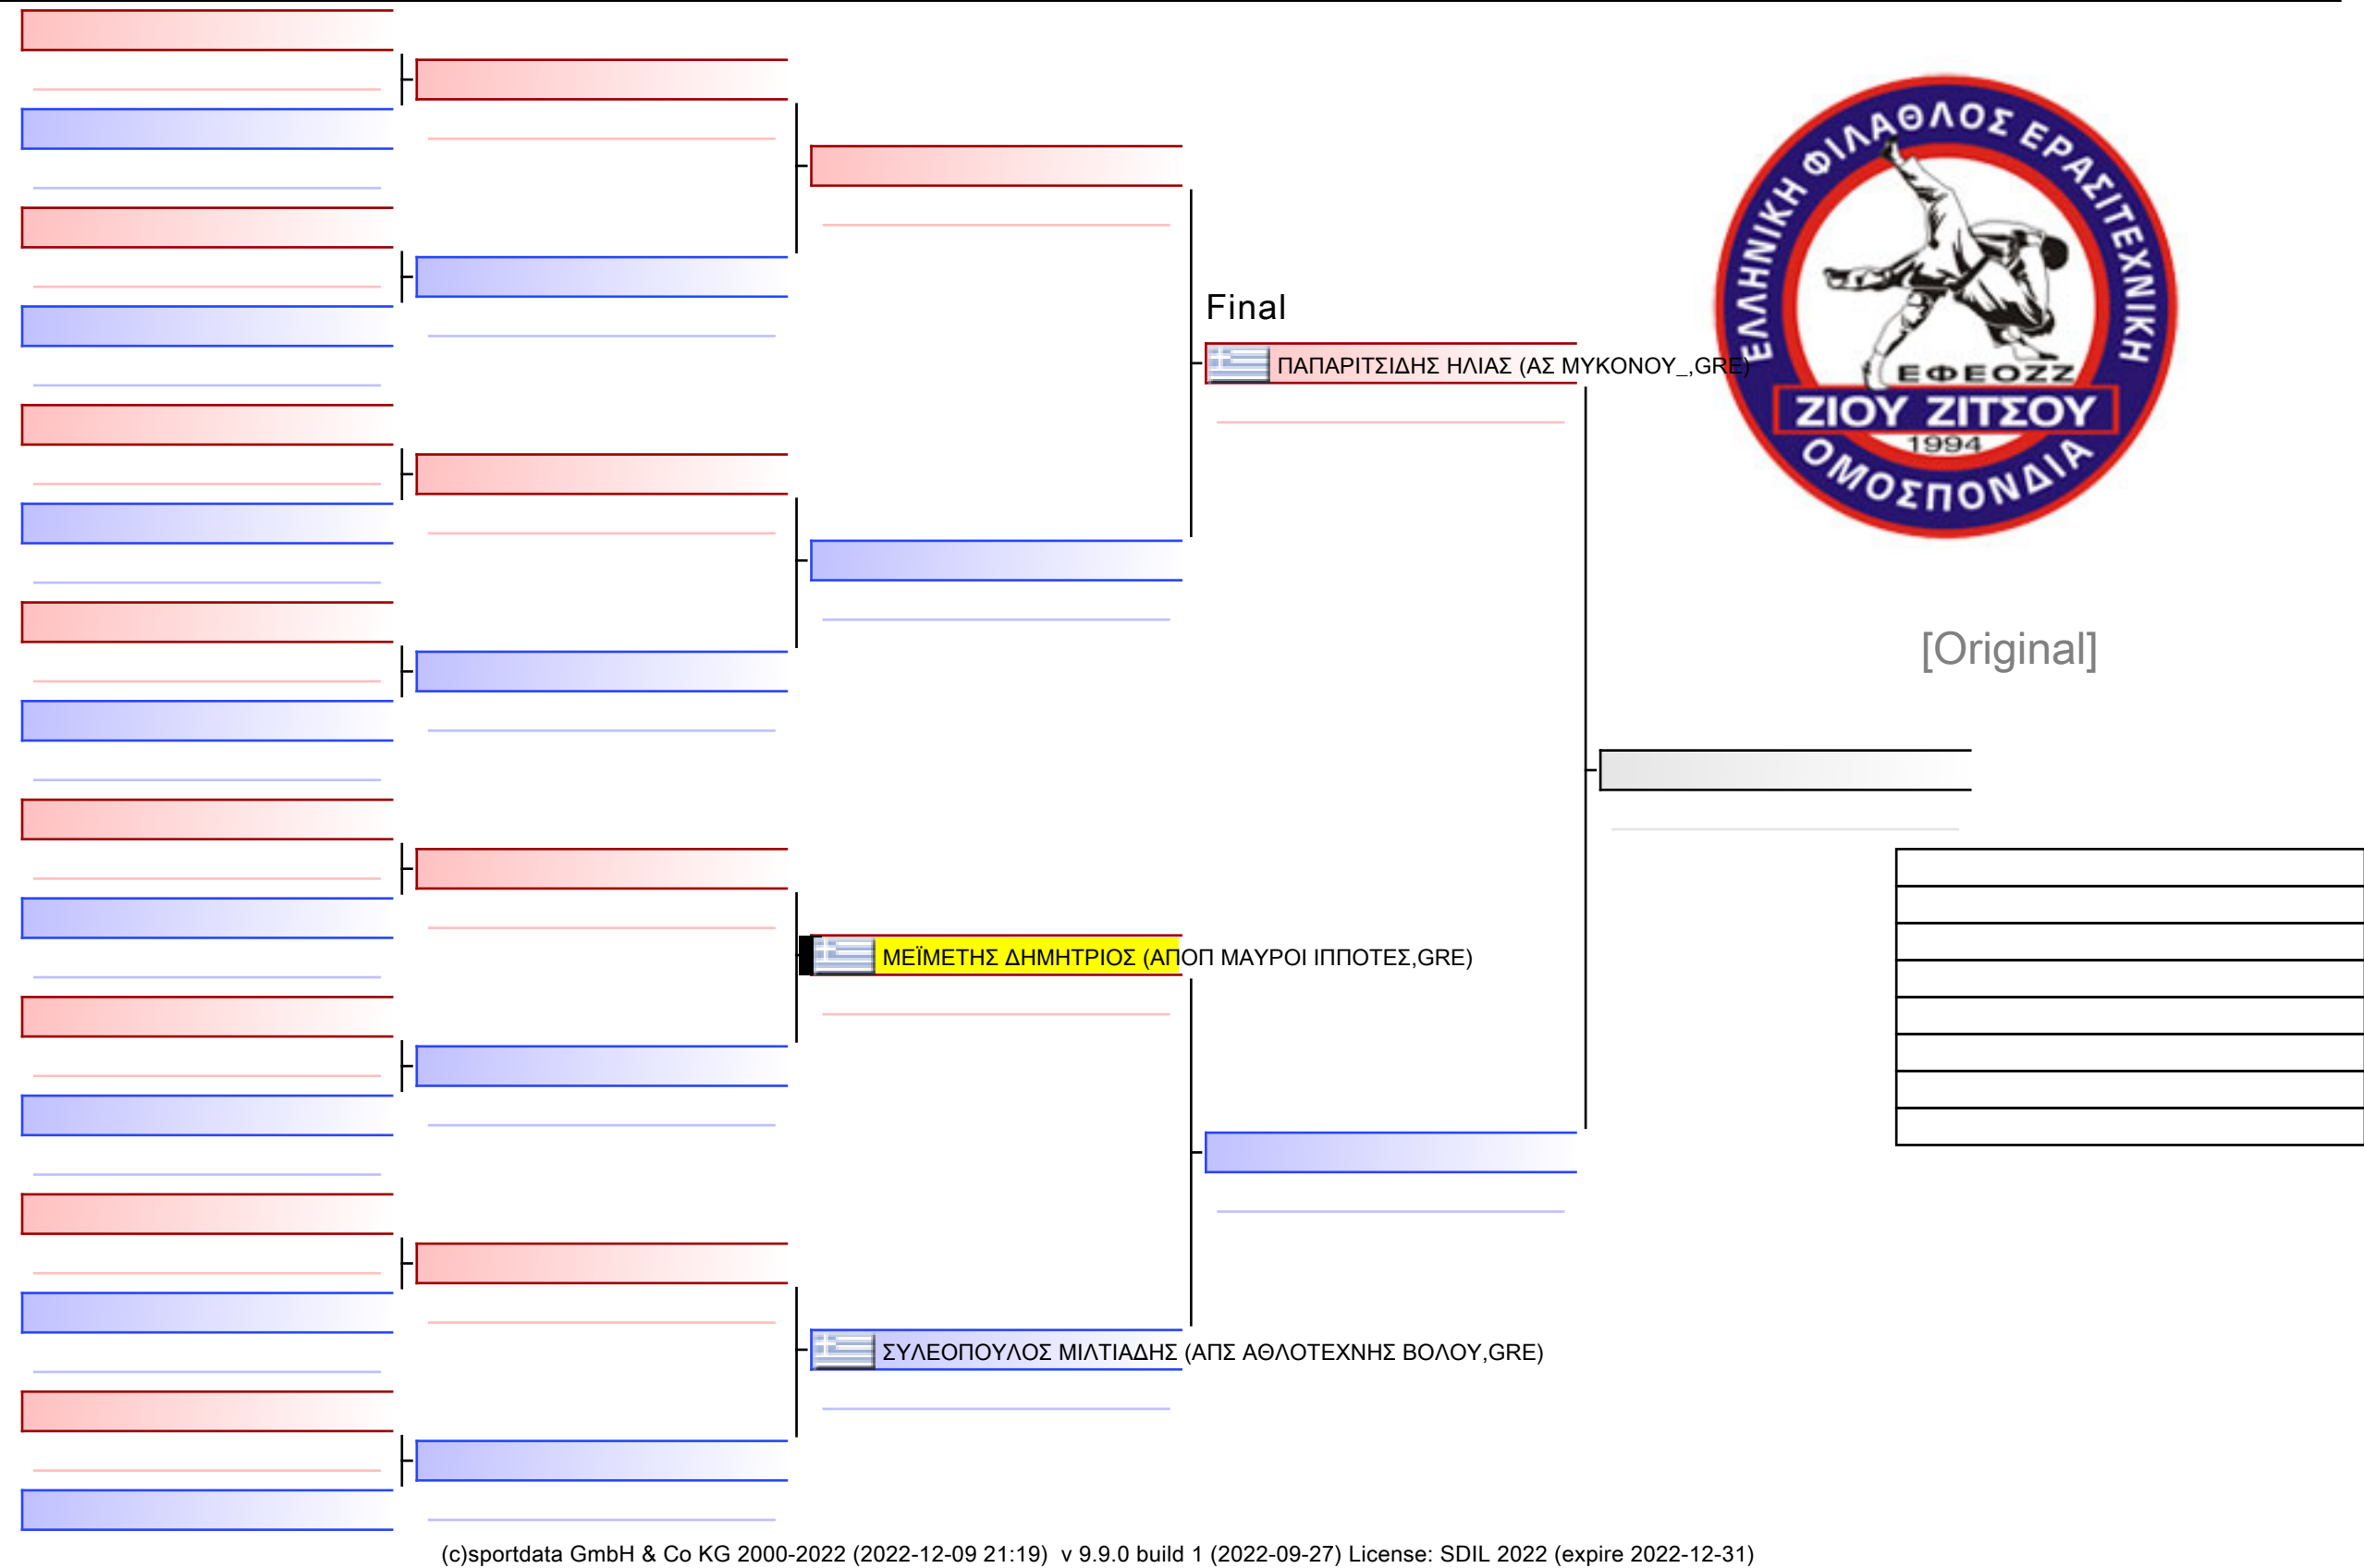 ΕΛΛΗΝΙΚΗ ΦΙΛΑΘΛΟΣ ΕΡΑΣΙΤΕΧΝΙΚΗ
Final
ΠΑΠΑΡΙΤΣΙΔΗΣ ΗΛΙΑΣ (ΑΣ ΜΥΚΟΝΟΥ_,GRE)
ΕΦΕΟΖΖ
ΖΙΟΥ ΖΙΤΣΟΥ
1994
ΟΜΟΣΠΟΝΔΙΑ
[Original]
ΜΕΪΜΕΤΗΣ ΔΗΜΗΤΡΙΟΣ (ΑΠΟΠ ΜΑΥΡΟΙ ΙΠΠΟΤΕΣ,GRE)
ΣΥΛΕΟΠΟΥΛΟΣ ΜΙΛΤΙΑΔΗΣ (ΑΠΣ ΑΘΛΟΤΕΧΝΗΣ ΒΟΛΟΥ,GRE)
(c)sportdata GmbH & Co KG 2000-2022 (2022-12-09 21:19)  v 9.9.0 build 1 (2022-09-27) License: SDIL 2022 (expire 2022-12-31)